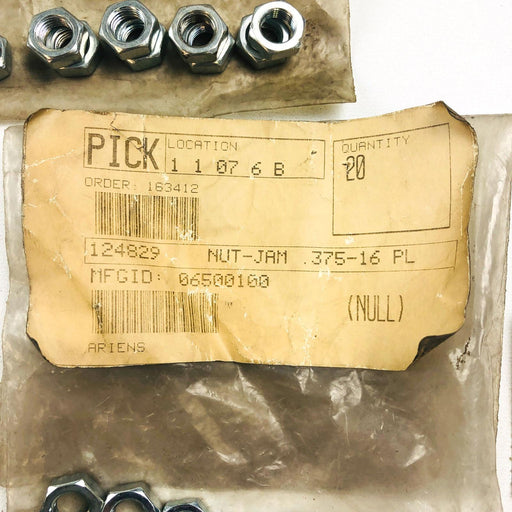 PICK LOCATION
1 1 07 6 B
QUANTITY
20
ORDER: 163412
124829 NUT-JAM .375-16 PL
MFGID: 06500100
(NULL)
ARIENS